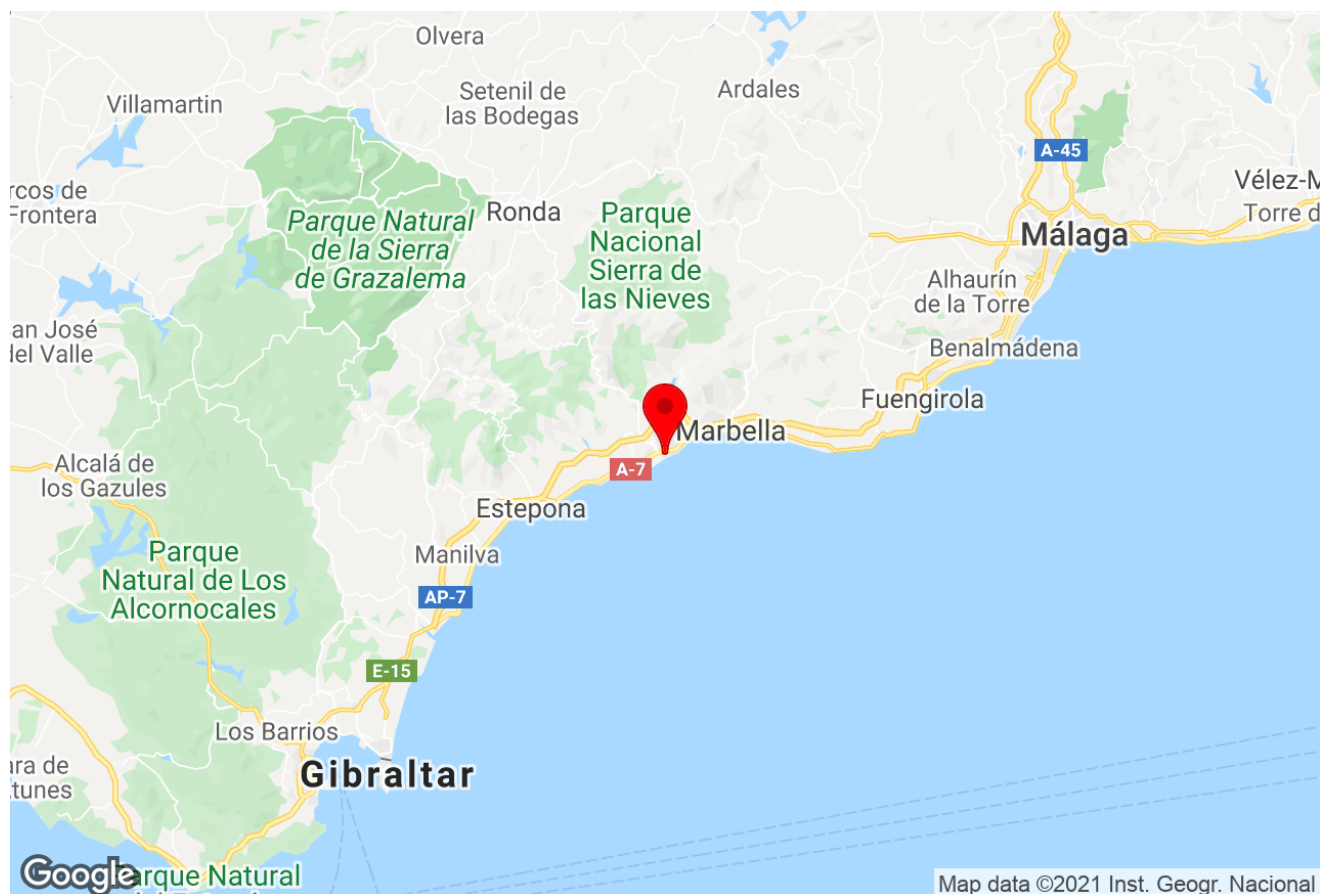 Olvera
Setenil de
las Bodegas
Ardales
Villamartin
A-45
rcos de
Frontera
Parque Natural
de la Sierra
de Grazalema
Ronda
Parque
Nacional
Sierra de
las Nieves
Vélez-M
Torre d
Málaga
Alhaurín
de la Torre
an José
del Valle
Benalmádena
Fuengirola
Marbella
A-7
Alcalá de
los Gazules
Estepona
Manilva
Parque
Natural de Los
Alcornocales
AP-7
E-15
Los Barrios
Gibraltar
ara de
tunes
Google
arque Natural
Map data ©2021 Inst. Geogr. Nacional